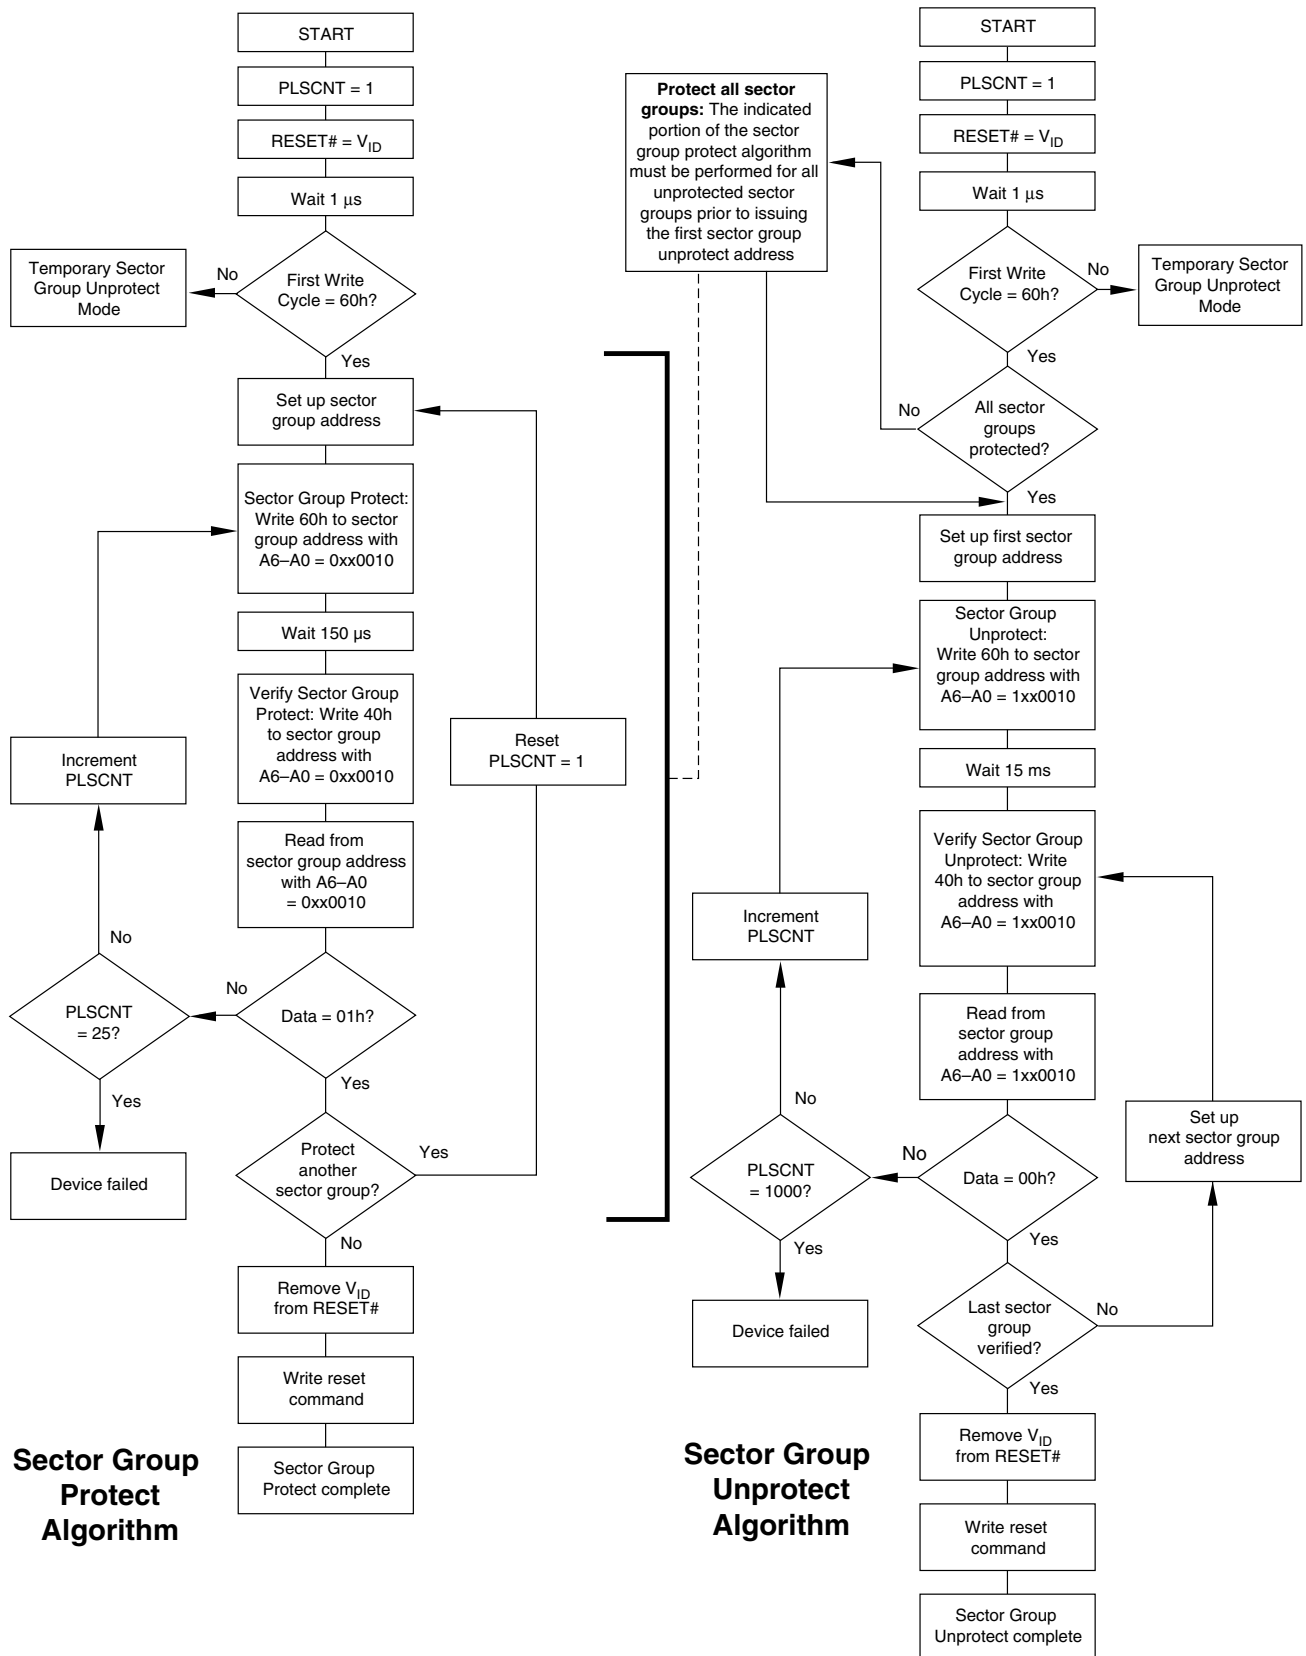 START
PLSCNT = 1
RESET# = VID
Wait 1 μs
First Write
Cycle = 60h?
No
Temporary Sector
Group Unprotect
Mode
Yes
Set up sector
group address
Sector Group Protect:
Write 60h to sector
group address with
A6–A0 = 0xx0010
Wait 150 µs
Verify Sector Group
Protect: Write 40h
to sector group
address with
A6–A0 = 0xx0010
Read from
sector group address
with A6–A0
= 0xx0010
Data = 01h?
No
PLSCNT
= 25?
No
Increment
PLSCNT
Yes
Device failed
Yes
Protect
another
sector group?
Yes
Reset
PLSCNT = 1
No
Remove VID
from RESET#
Write reset
command
Sector Group
Protect complete
Sector Group
Protect
Algorithm
Protect all sector
groups: The indicated
portion of the sector
group protect algorithm
must be performed for all
unprotected sector
groups prior to issuing
the first sector group
unprotect address
START
PLSCNT = 1
RESET# = VID
Wait 1 μs
First Write
Cycle = 60h?
No
Temporary Sector
Group Unprotect
Mode
Yes
All sector
groups
protected?
No
Yes
Set up first sector
group address
Sector Group
Unprotect:
Write 60h to sector
group address with
A6–A0 = 1xx0010
Wait 15 ms
Verify Sector Group
Unprotect: Write
40h to sector group
address with
A6–A0 = 1xx0010
Read from
sector group
address with
A6–A0 = 1xx0010
Data = 00h?
No
PLSCNT
= 1000?
No
Increment
PLSCNT
Yes
Device failed
Yes
Last sector
group
verified?
No
Set up
next sector group
address
Yes
Remove VID
from RESET#
Write reset
command
Sector Group
Unprotect complete
Sector Group
Unprotect
Algorithm